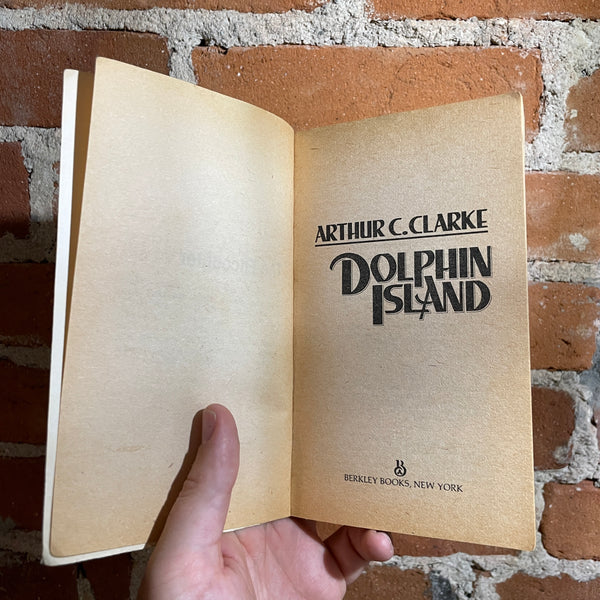 ARTHUR C. CLARKE
DOLPHIN
ISLAND
B
BERKLEY BOOKS, NEW YORK